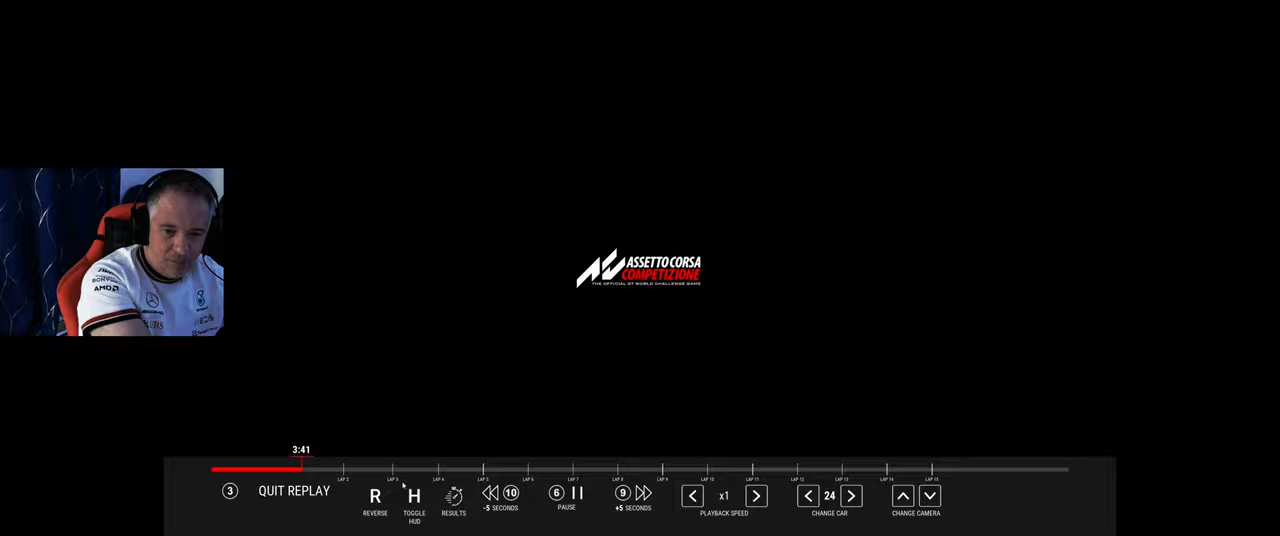 ASSETTO CORSA
COMPETIZIONE
THE OFFICIAL GT WORLD CHALLENGE GAME
AMD
3:41
LAP 2 LAP 3 LAP 4 LAP 5 LAP 6 LAP 7 LAP 8 LAP 9 LAP 10 LAP 11 LAP 12 LAP 13 LAP 14 LAP 15
3 QUIT REPLAY
R
REVERSE
H
TOGGLE
HUD
RESULTS
10
-5 SECONDS
6
PAUSE
9
+5 SECONDS
x1
PLAYBACK SPEED
24
CHANGE CAR
CHANGE CAMERA